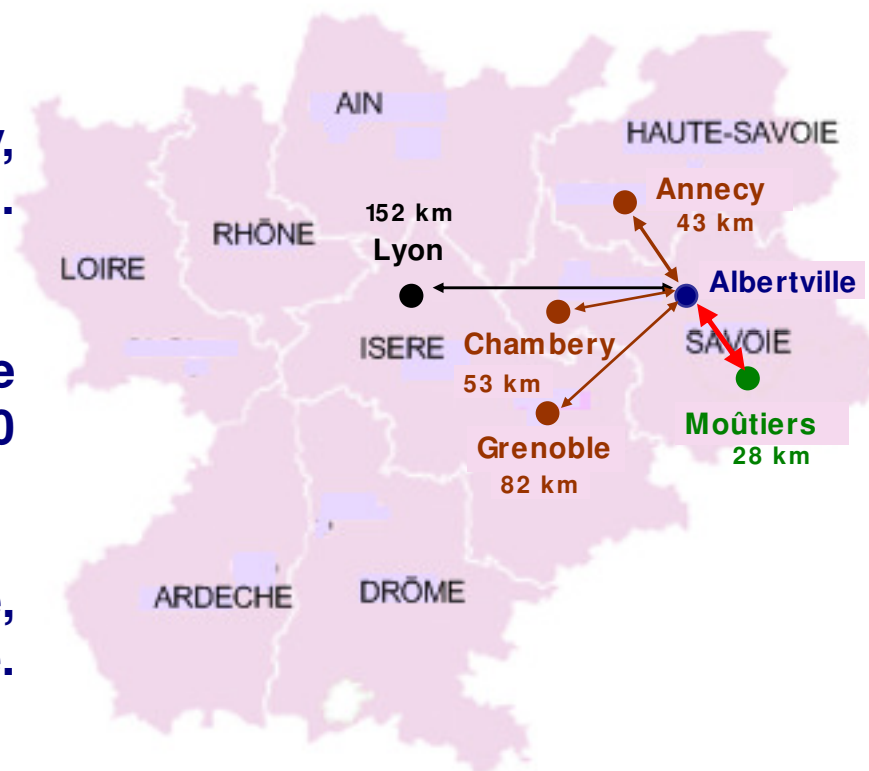 AIN
HAUTE-SAVOIE
Annecy
43 km
152 km
Lyon
RHÔNE
LOIRE
Albertville
ISERE
Chambery
53 km
SAVOIE
Grenoble
82 km
Moûtiers
28 km
ARDECHE
DRÔME